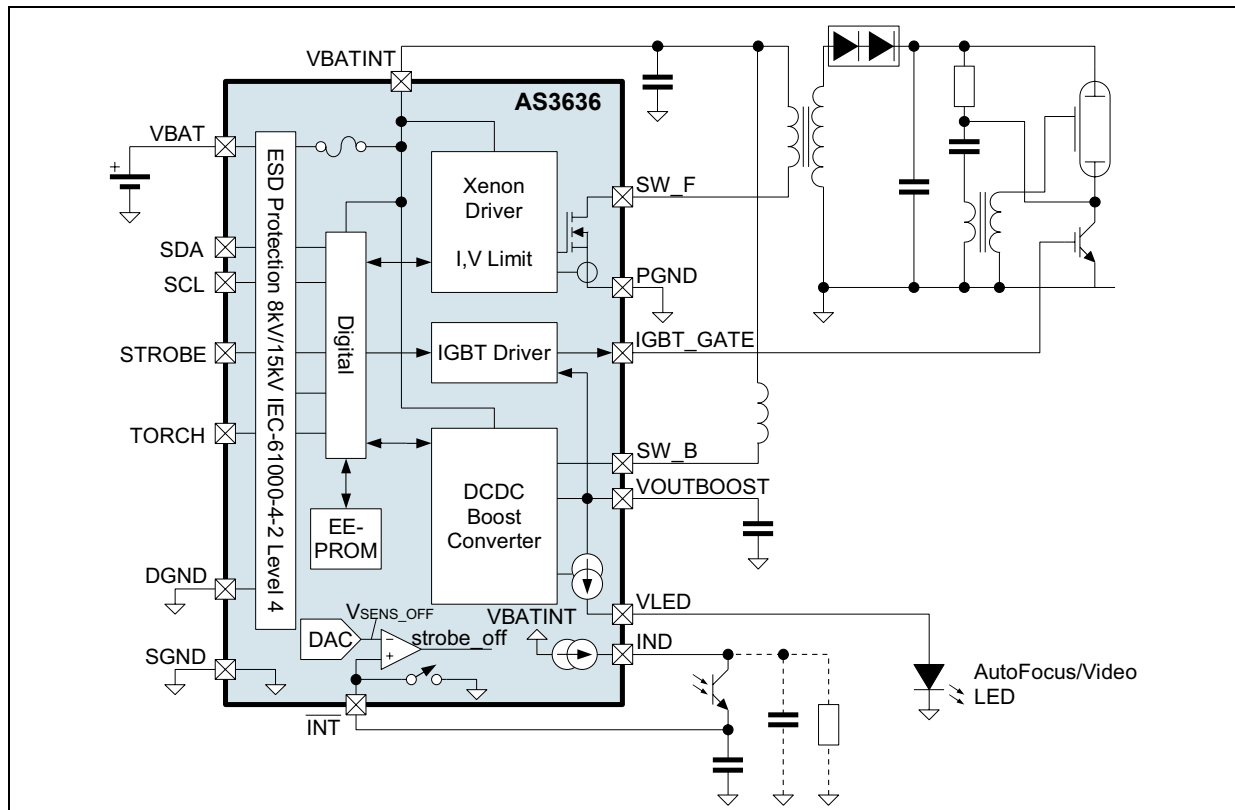 VBATINT
AS3636
VBAT
+
ESD Protection 8kV/15kV IEC-61000-4-2 Level 4
Xenon
Driver
I,V Limit
SW_F
SDA
SCL
PGND
Digital
STROBE
IGBT Driver
IGBT_GATE
TORCH
SW_B
DCDC
Boost
Converter
VOUTBOOST
EE-
PROM
DGND
VSENS_OFF
VBATINT
VLED
DAC
−
+
strobe_off
IND
SGND
AutoFocus/Video
LED
INT